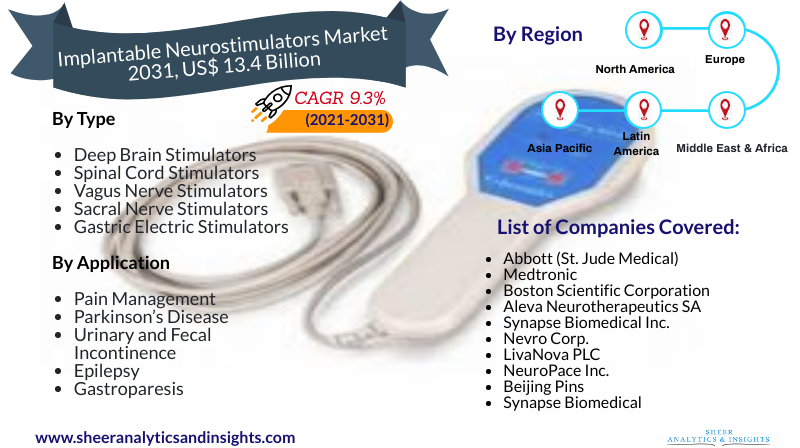 Implantable Neurostimulators Market
2031, US$ 13.4 Billion
CAGR 9.3%
(2021-2031)
By Type
Deep Brain Stimulators
Spinal Cord Stimulators
Vagus Nerve Stimulators
Sacral Nerve Stimulators
Gastric Electric Stimulators
By Application
Pain Management
Parkinson's Disease
Urinary and Fecal
Incontinence
Epilepsy
Gastroparesis
www.sheeranalyticsandinsights.com
By Region
North America
Europe
Asia Pacific
Latin
America
Middle East & Africa
List of Companies Covered:
Abbott (St. Jude Medical)
Medtronic
Boston Scientific Corporation
Aleva Neurotherapeutics SA
Synapse Biomedical Inc.
Nevro Corp.
LivaNova PLC
NeuroPace Inc.
Beijing Pins
Synapse Biomedical
SHEER
ANALYTICS & INSIGHTS